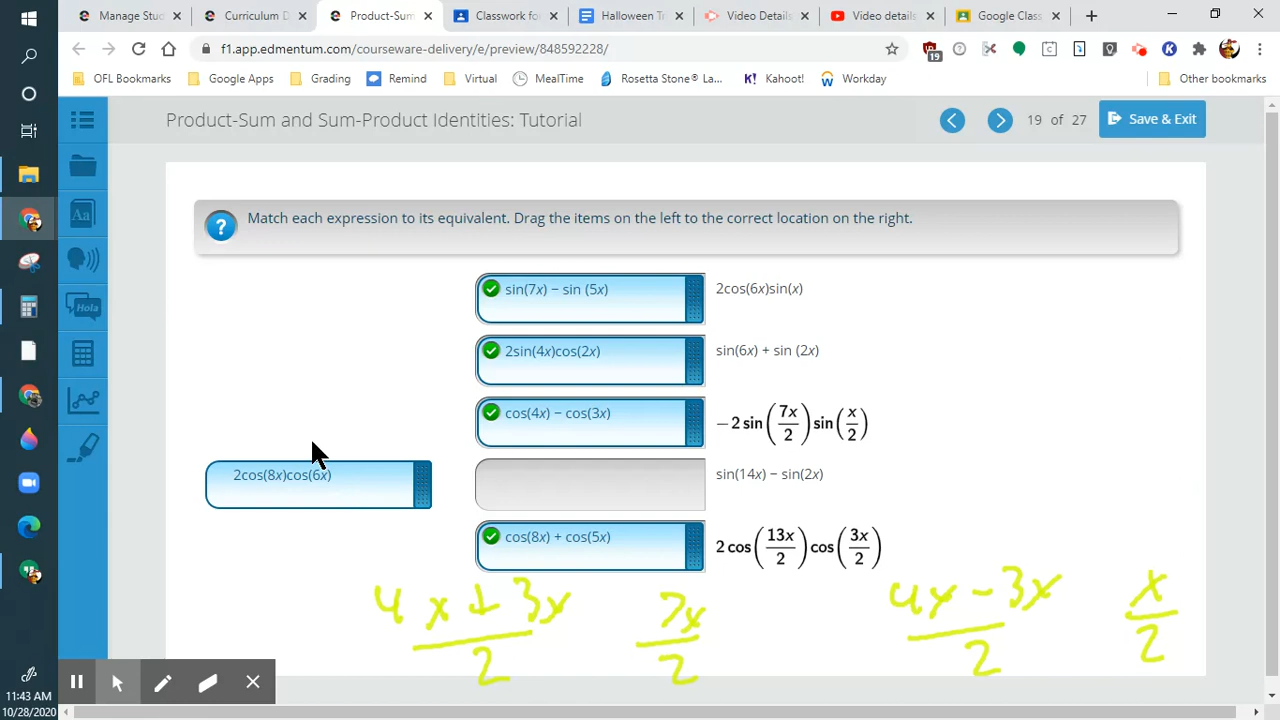 Manage Stud
Curriculum D
Product-Sum
Classwork for
Halloween Tr
Video Details
Video details
Google Class
f1.app.edmentum.com/courseware-delivery/e/preview/848592228/
19
OFL Bookmarks
Google Apps
Grading
Remind
Virtual
MealTime
Rosetta Stone® La...
K! Kahoot!
Workday
Other bookmarks
Product-Sum and Sum-Product Identities: Tutorial
19 of 27
Save & Exit
Aa
Hola
? Match each expression to its equivalent. Drag the items on the left to the correct location on the right.
sin(7x) − sin (5x) 2cos(6x)sin(x)
2sin(4x)cos(2x) sin(6x) + sin (2x)
cos(4x) − cos(3x) −2 sin(7x/2) sin(x/2)
2cos(8x)cos(6x) sin(14x) − sin(2x)
cos(8x) + cos(5x) 2 cos(13x/2) cos(3x/2)
4x+3x/2 7x/2 4x-3x/2 x/2
11:43 AM
10/28/2020